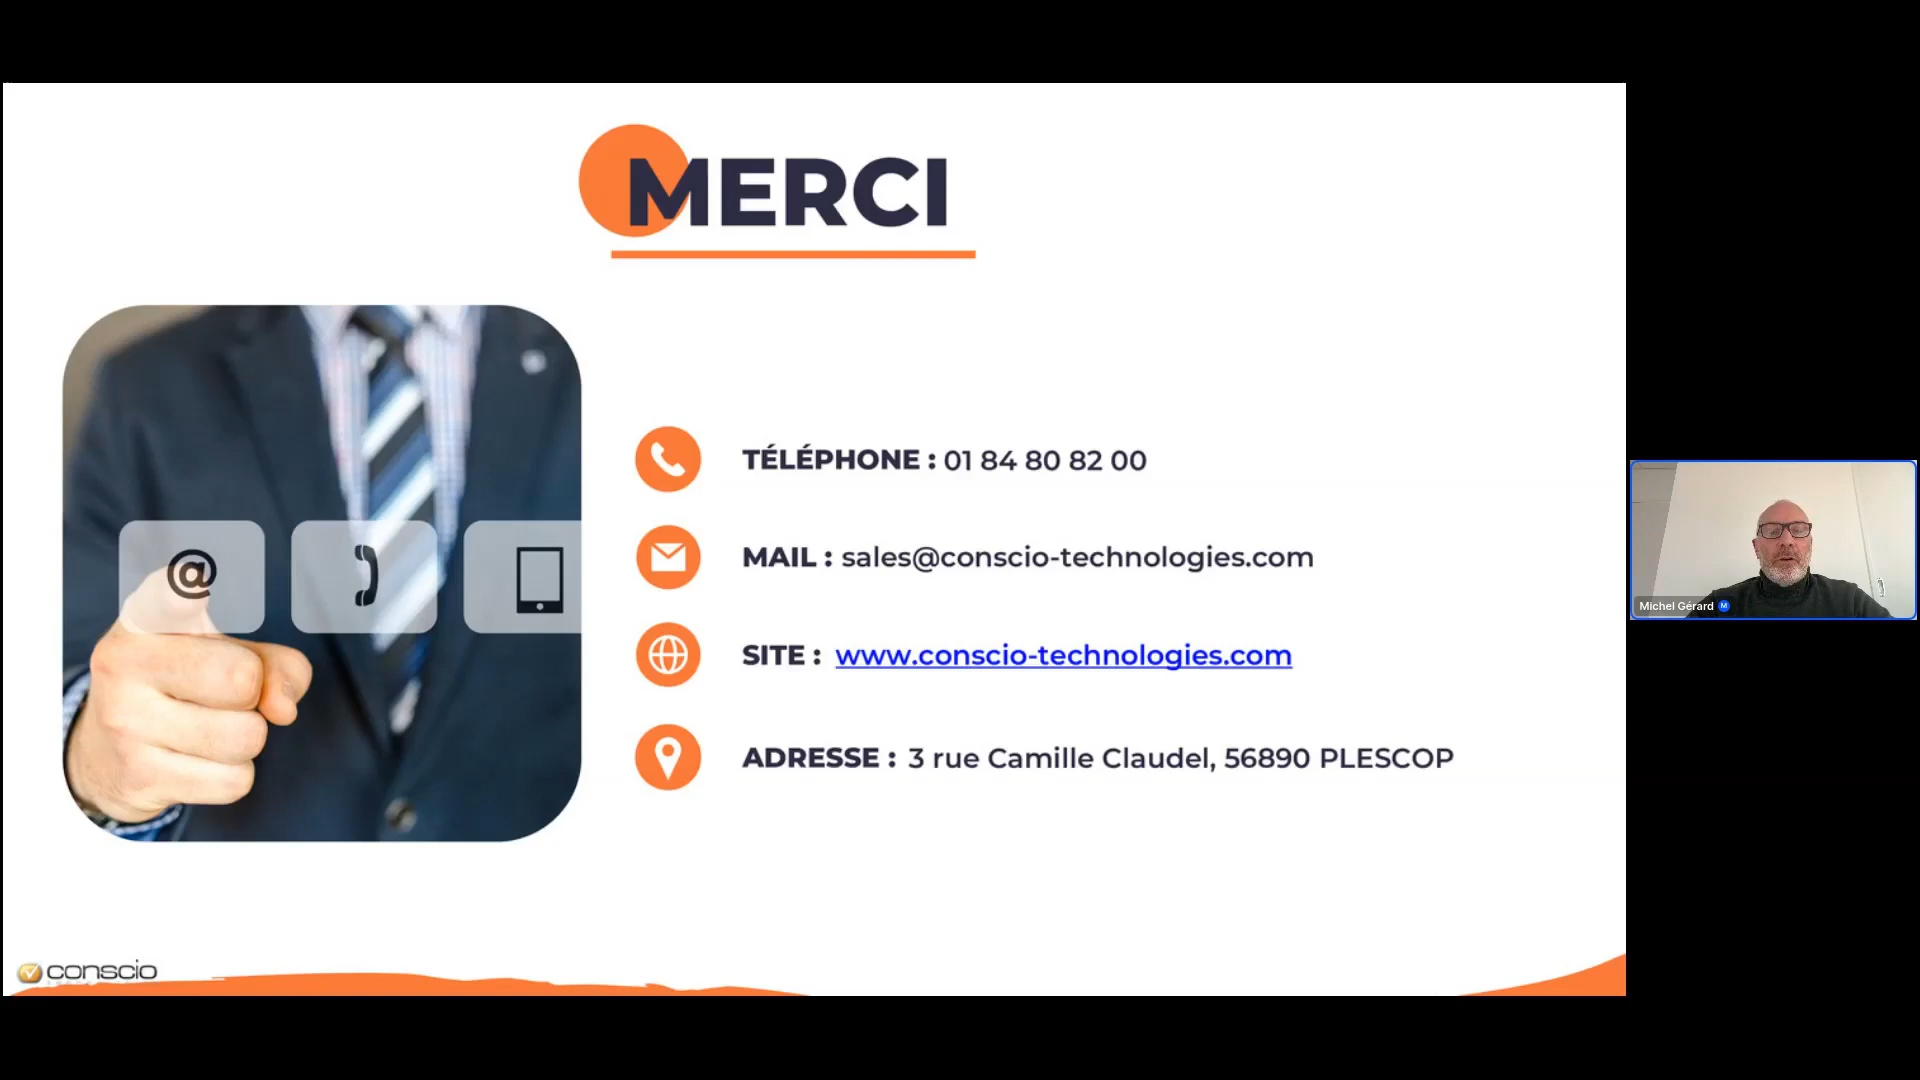 MERCI
@
TÉLÉPHONE : 01 84 80 82 00
MAIL : sales@conscio-technologies.com
SITE : www.conscio-technologies.com
ADRESSE : 3 rue Camille Claudel, 56890 PLESCOP
Michel Gérard M
conscio